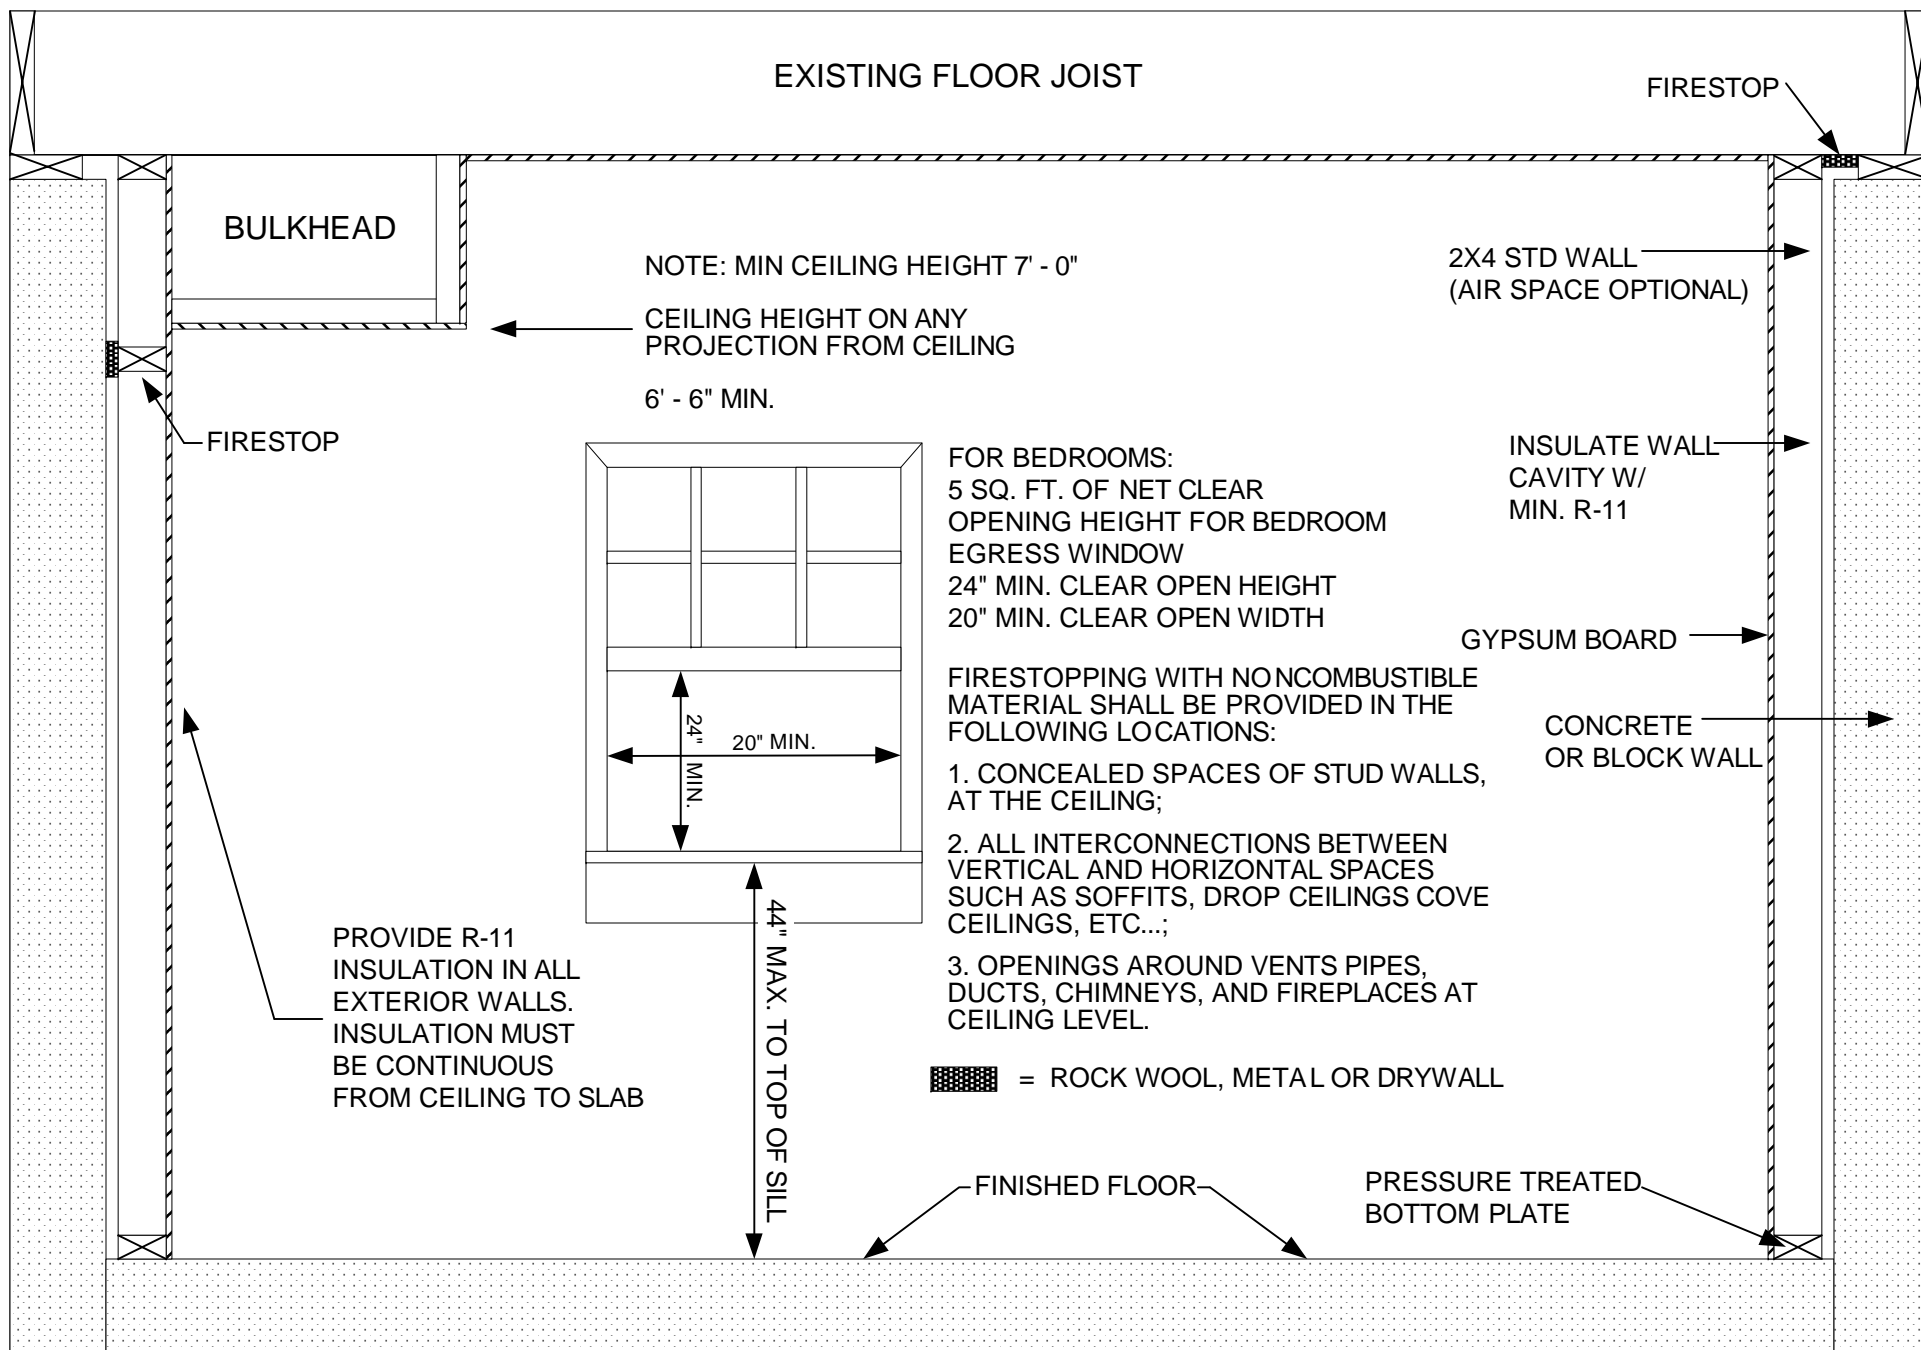 EXISTING FLOOR JOIST
FIRESTOP
BULKHEAD
NOTE: MIN CEILING HEIGHT 7' - 0"
CEILING HEIGHT ON ANY
PROJECTION FROM CEILING
6' - 6" MIN.
2X4 STD WALL
(AIR SPACE OPTIONAL)
FIRESTOP
FOR BEDROOMS:
5 SQ. FT. OF NET CLEAR
OPENING HEIGHT FOR BEDROOM
EGRESS WINDOW
24" MIN. CLEAR OPEN HEIGHT
20" MIN. CLEAR OPEN WIDTH
INSULATE WALL
CAVITY W/
MIN. R-11
GYPSUM BOARD
FIRESTOPPING WITH NONCOMBUSTIBLE
MATERIAL SHALL BE PROVIDED IN THE
FOLLOWING LOCATIONS:
1. CONCEALED SPACES OF STUD WALLS,
AT THE CEILING;
2. ALL INTERCONNECTIONS BETWEEN
VERTICAL AND HORIZONTAL SPACES
SUCH AS SOFFITS, DROP CEILINGS COVE
CEILINGS, ETC...;
3. OPENINGS AROUND VENTS PIPES,
DUCTS, CHIMNEYS, AND FIREPLACES AT
CEILING LEVEL.
= ROCK WOOL, METAL OR DRYWALL
CONCRETE
OR BLOCK WALL
24" MIN.
20" MIN.
44" MAX. TO TOP OF SILL
PROVIDE R-11
INSULATION IN ALL
EXTERIOR WALLS.
INSULATION MUST
BE CONTINUOUS
FROM CEILING TO SLAB
FINISHED FLOOR
PRESSURE TREATED
BOTTOM PLATE